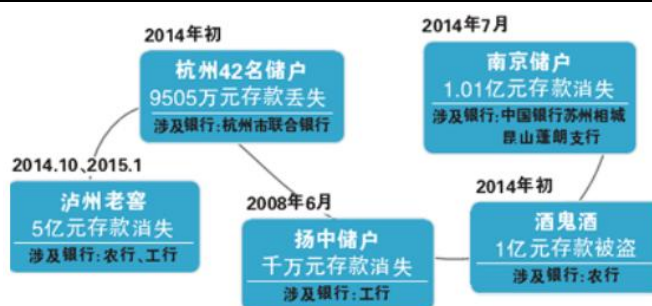 2014年初
杭州42名储户
9505万元存款丢失
涉及银行:杭州市联合银行
2014年7月
南京储户
1.01亿元存款消失
涉及银行:中国银行苏州相城
昆山蓬朗支行
2014.10、2015.1
泸州老窖
5亿元存款消失
涉及银行:农行、工行
2008年6月
扬中储户
千万元存款消失
涉及银行:工行
2014年初
酒鬼酒
1亿元存款被盗
涉及银行:农行